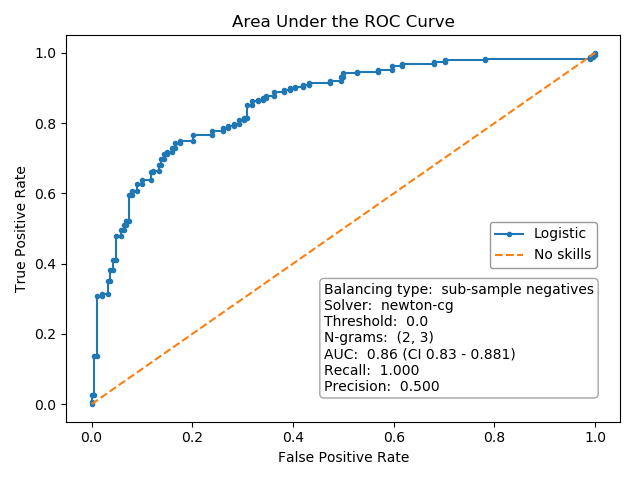 Area Under the ROC Curve
True Positive Rate
1.0
0.8
0.6
0.4
0.2
0.0
Logistic
No skills
Balancing type:  sub-sample negatives
Solver:  newton-cg
Threshold:  0.0
N-grams:  (2, 3)
AUC:  0.86 (CI 0.83 - 0.881)
Recall:  1.000
Precision:  0.500
0.0 0.2 0.4 0.6 0.8 1.0
False Positive Rate